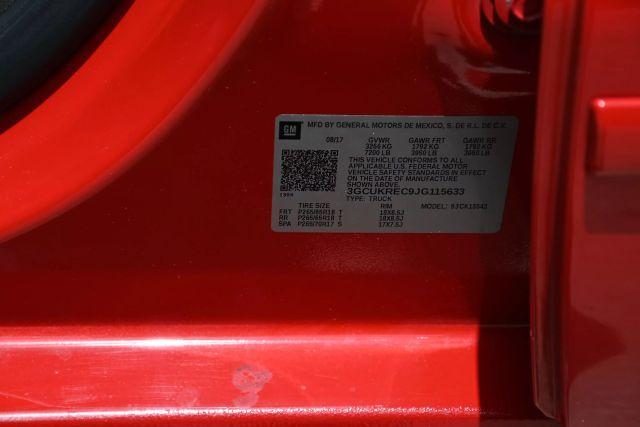 GM MFD BY GENERAL MOTORS DE MEXICO, S. DE R.L. DE C.V.
08/17 GVWR GAWR FRT GAWR RR
3266 KG 1792 KG 1792 KG
7200 LB 3950 LB 3950 LB
THIS VEHICLE CONFORMS TO ALL
APPLICABLE U.S. FEDERAL MOTOR
VEHICLE SAFETY STANDARDS IN EFFECT
ON THE DATE OF MANUFACTURE
SHOWN ABOVE.
3GCUKREC9JG115633
TYPE: TRUCK
TIRE SIZE RIM MODEL:
FRT P265/65R18 T 18X8.5J
RR P265/65R18 T 18X8.5J
SPA P265/70R17 S 17X7.5J